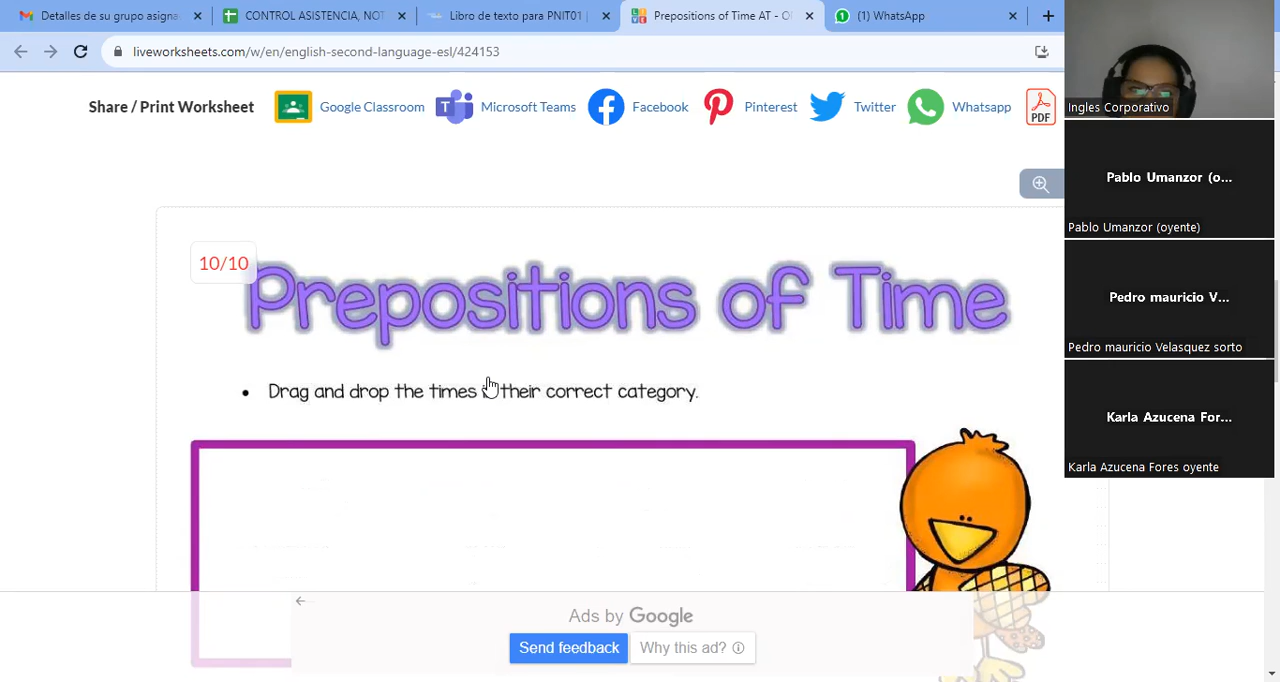 Detalles de su grupo asigna
CONTROL ASISTENCIA, NOT
Libro de texto para PNIT01 |
Prepositions of Time AT - O
(1) WhatsApp
liveworksheets.com/w/en/english-second-language-esl/424153
Share / Print Worksheet
Google Classroom
Microsoft Teams
Facebook
Pinterest
Twitter
Whatsapp
PDF
Ingles Corporativo
Pablo Umanzor (o...
Pablo Umanzor (oyente)
Pedro mauricio V...
Pedro mauricio Velasquez sorto
Karla Azucena For...
Karla Azucena Fores oyente
10/10
Prepositions of Time
• Drag and drop the times their correct category.
Ads by Google
Send feedback
Why this ad?